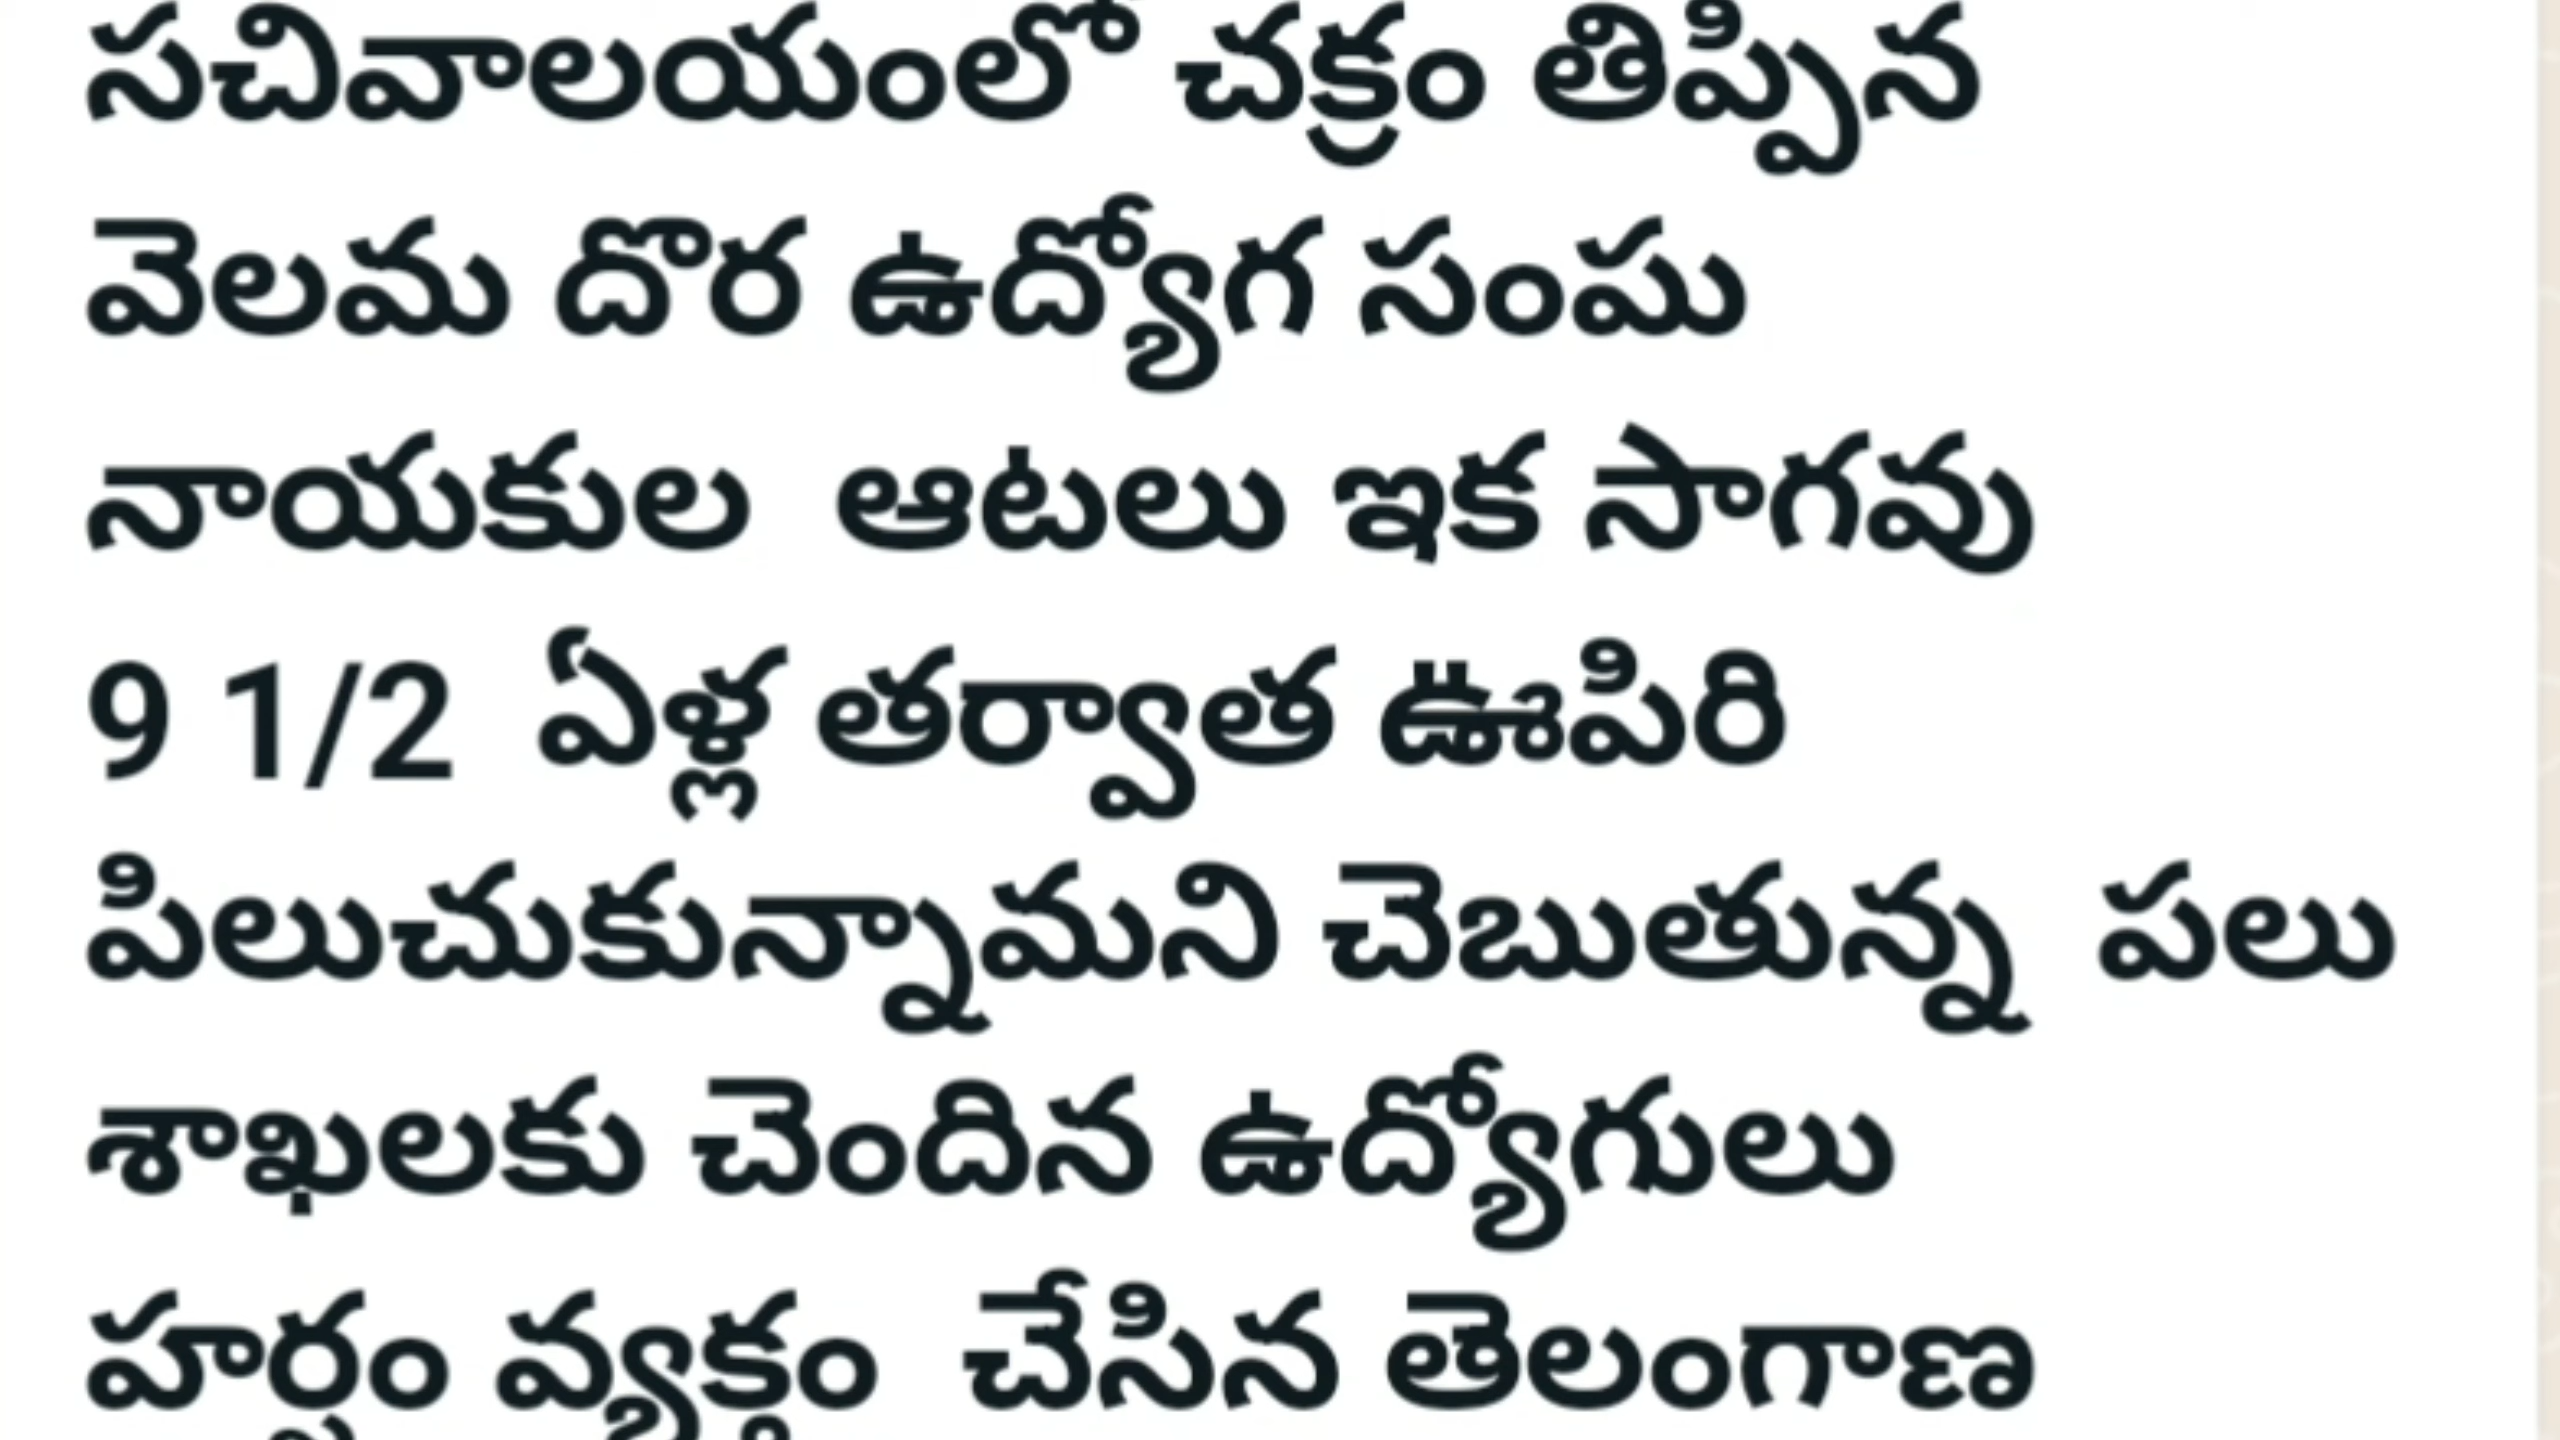 సచివాలయంలో చక్రం తిప్పిన
వెలమ దొర ఉద్యోగ సంఘ
నాయకుల ఆటలు ఇక సాగవు
9 1/2 ఏళ్ల తర్వాత ఊపిరి
పిలుచుకున్నామని చెబుతున్న పలు
శాఖలకు చెందిన ఉద్యోగులు
హర్షం వ్యక్తం చేసిన తెలంగాణ